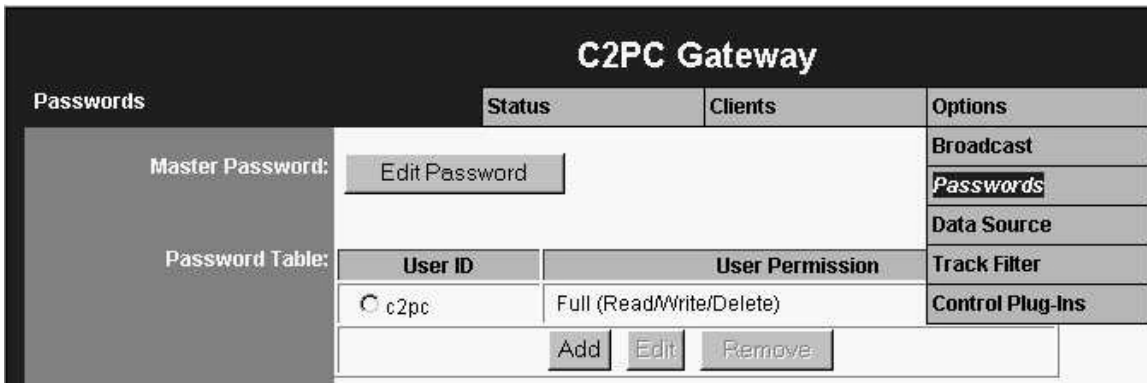 C2PC Gateway
Passwords Status Clients Options
Broadcast
Master Password: Edit Password
Passwords
Data Source
Password Table: User ID User Permission Track Filter
c2pc Full (Read/Write/Delete) Control Plug-Ins
Add Edit Remove